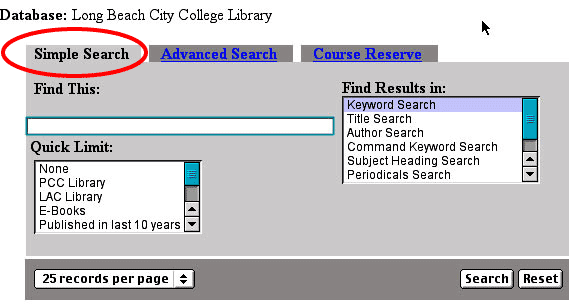 Database: Long Beach City College Library
Simple Search Advanced Search Course Reserve
Find This:
Find Results in:
Keyword Search
Title Search
Author Search
Command Keyword Search
Subject Heading Search
Periodicals Search
Quick Limit:
None
PCC Library
LAC Library
E-Books
Published in last 10 years
25 records per page
Search Reset